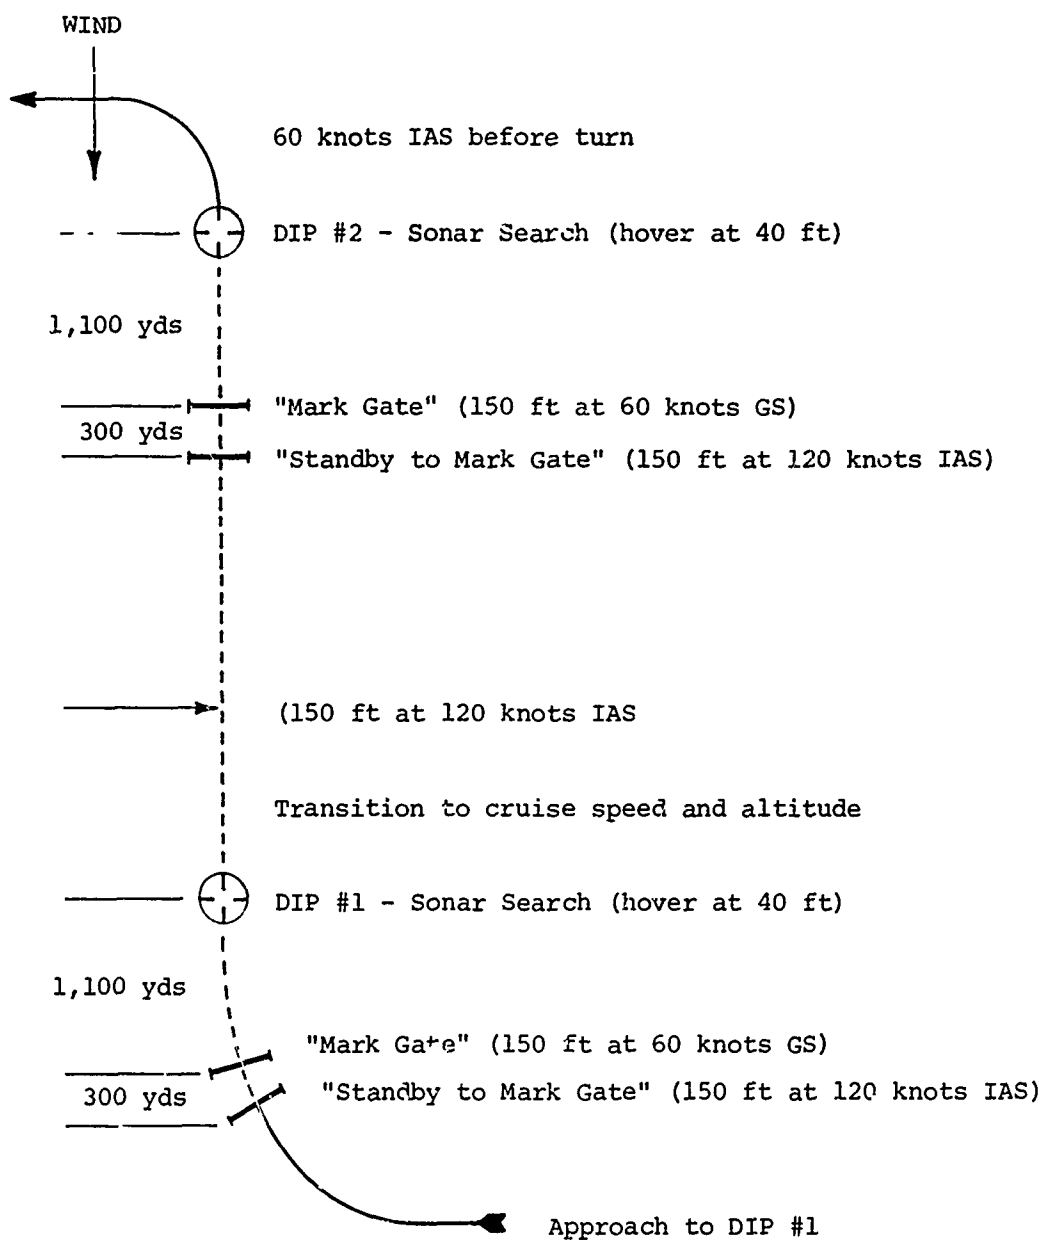 WIND
60 knots IAS before turn
DIP #2 - Sonar Search (hover at 40 ft)
1,100 yds
"Mark Gate" (150 ft at 60 knots GS)
300 yds
"Standby to Mark Gate" (150 ft at 120 knots IAS)
(150 ft at 120 knots IAS
Transition to cruise speed and altitude
DIP #1 - Sonar Search (hover at 40 ft)
1,100 yds
"Mark Gate" (150 ft at 60 knots GS)
300 yds
"Standby to Mark Gate" (150 ft at 120 knots IAS)
Approach to DIP #1